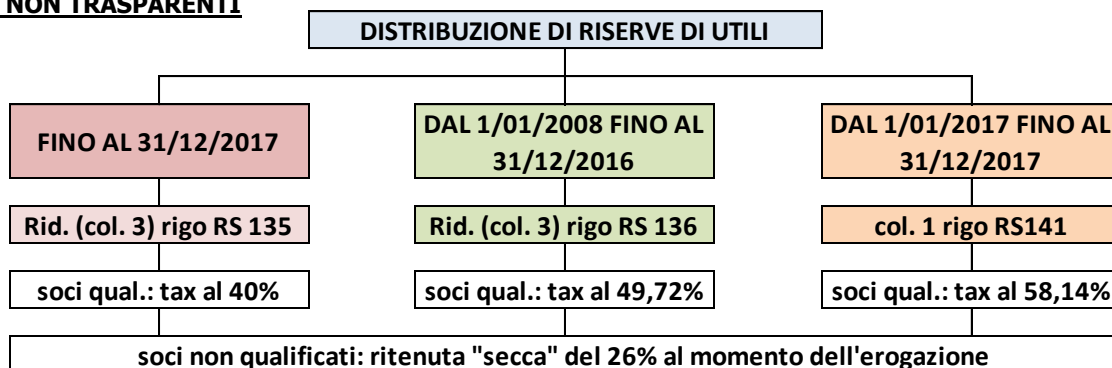 NON TRASPARENTI
DISTRIBUZIONE DI RISERVE DI UTILI
FINO AL 31/12/2017
DAL 1/01/2008 FINO AL
31/12/2016
DAL 1/01/2017 FINO AL
31/12/2017
Rid. (col. 3) rigo RS 135
Rid. (col. 3) rigo RS 136
col. 1 rigo RS141
soci qual.: tax al 40%
soci qual.: tax al 49,72%
soci qual.: tax al 58,14%
soci non qualificati: ritenuta "secca" del 26% al momento dell'erogazione